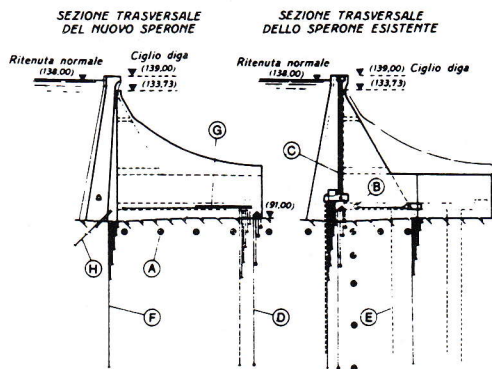 SEZIONE TRASVERSALE
DEL NUOVO SPERONE
SEZIONE TRASVERSALE
DELLO SPERONE ESISTENTE
Ritenuta normale
(138,00)
Ciglio diga
(139,00)
(133,73)
G
(91,00)
H
A
F
D
Ritenuta normale
(138,00)
(139,00) Ciglio diga
(133,73)
C
B
E